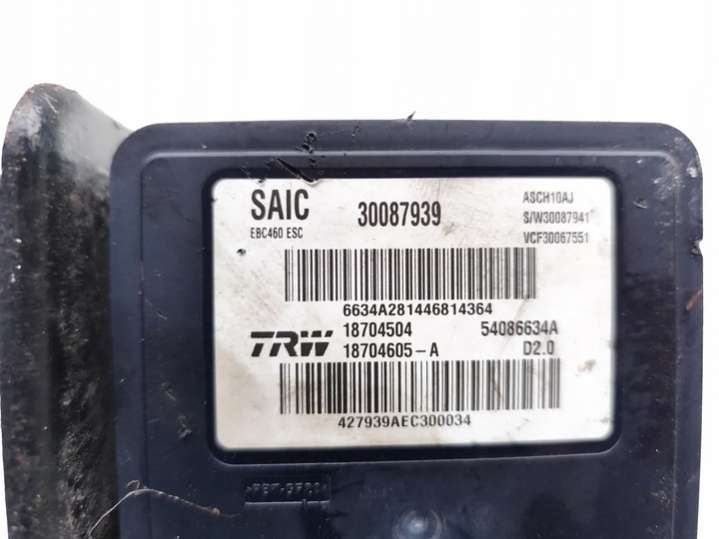 SAIC 30087939 ASCH10AJ
EBC460 ESC S/W30087941
VCF30067551
6634A281446814364
TRW 18704504 54086634A
18704605-A D2.0
427939AEC300034